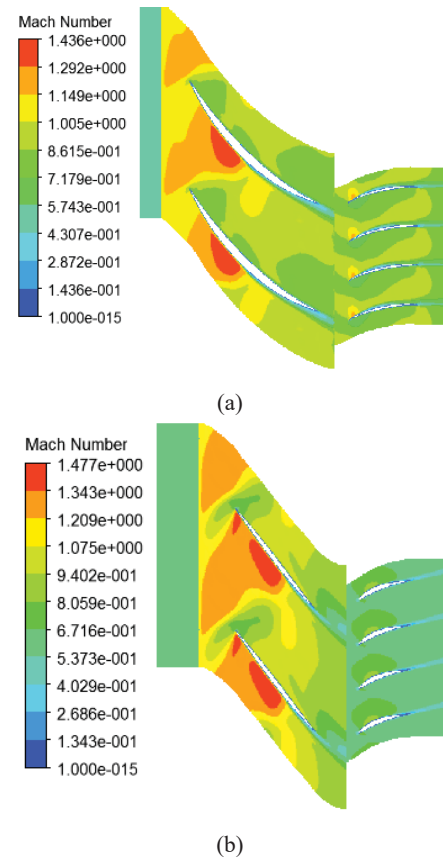 Mach Number
1.436e+000
1.292e+000
1.149e+000
1.005e+000
8.615e-001
7.179e-001
5.743e-001
4.307e-001
2.872e-001
1.436e-001
1.000e-015
(a)
Mach Number
1.477e+000
1.343e+000
1.209e+000
1.075e+000
9.402e-001
8.059e-001
6.716e-001
5.373e-001
4.029e-001
2.686e-001
1.343e-001
1.000e-015
(b)